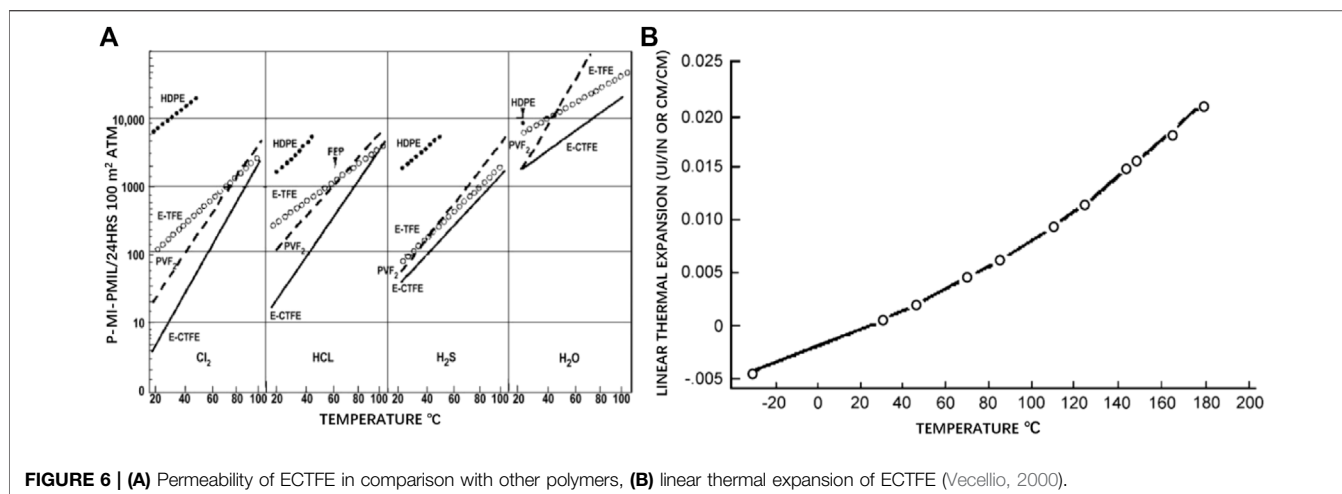 A
P-MI-PMIL/24HRS 100 m² ATM
10,000
1000
100
10
0
HDPE
E-TFE
PVF₂
E-CTFE
Cl₂
20 40 60 80 100
HDPE
FEP
E-TFE
PVF₂
E-CTFE
HCL
20 40 60 80 100
HDPE
E-TFE
PVF₂
E-CTFE
H₂S
20 40 60 80 100
E-TFE
HDPE
PVF₂
E-CTFE
H₂O
20 40 60 80 100
TEMPERATURE °C
B
LINEAR THERMAL EXPANSION (UI/IN OR CM/CM)
0.025
0.020
0.015
0.010
0.005
0
-.005
-20 0 20 40 60 80 100 120 140 160 180 200
TEMPERATURE °C
FIGURE 6 | (A) Permeability of ECTFE in comparison with other polymers, (B) linear thermal expansion of ECTFE (Vecellio, 2000).